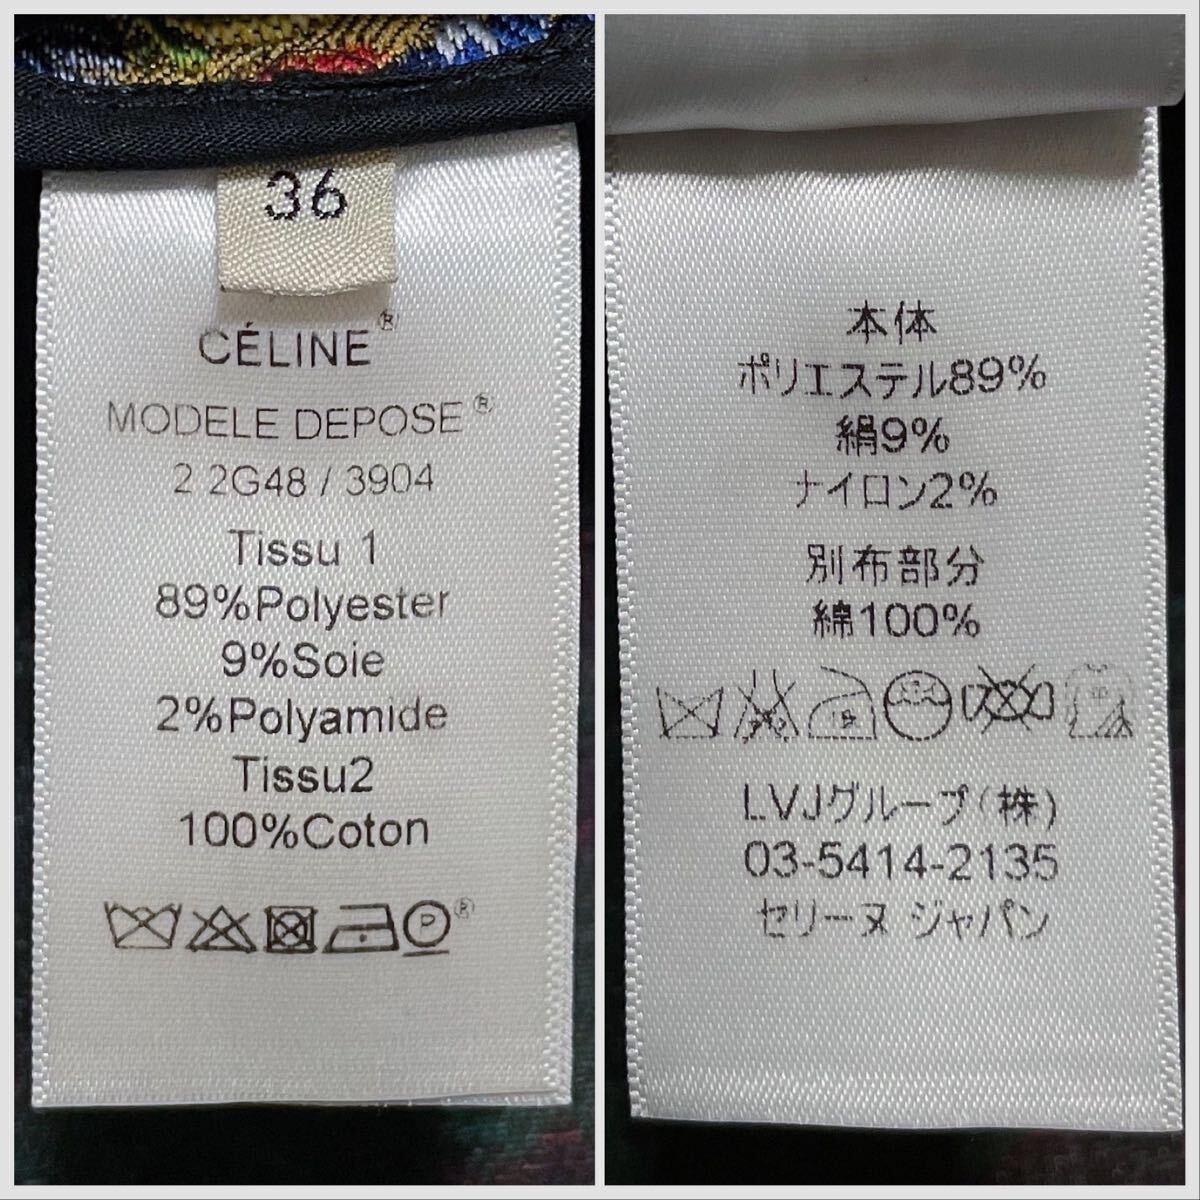 36
CÉLINE®
MODELE DEPOSE®
2 2G48 / 3904
Tissu 1
89%Polyester
9%Soie
2%Polyamide
Tissu2
100%Coton
P
®
本体
ポリエステル89%
絹9%
ナイロン2%
別布部分
綿100%
LVJグループ(株)
03-5414-2135
セリーヌ ジャパン